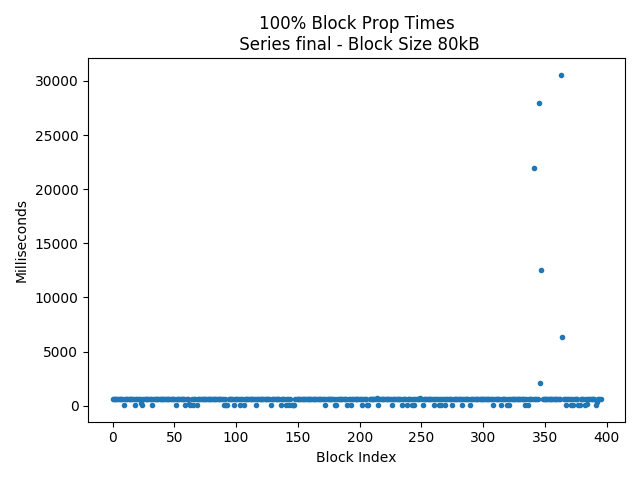 100% Block Prop Times
Series final - Block Size 80kB
30000
25000
20000
15000
10000
5000
0
Milliseconds
0 50 100 150 200 250 300 350 400
Block Index